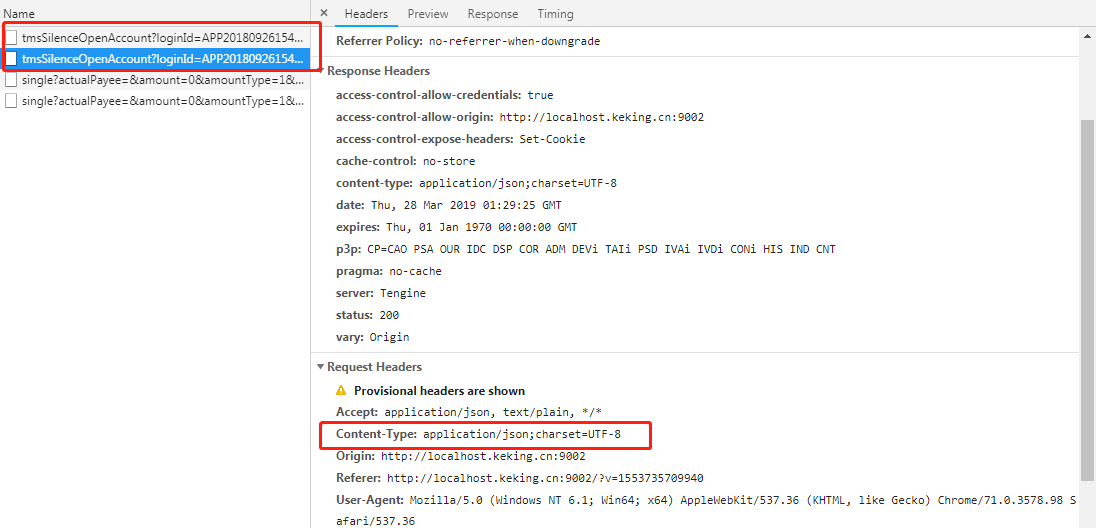 Name
tmsSilenceOpenAccount?loginId=APP20180926154...
tmsSilenceOpenAccount?loginId=APP20180926154...
single?actualPayee=&amount=0&amountType=1&...
single?actualPayee=&amount=0&amountType=1&...
× Headers Preview Response Timing
Referrer Policy: no-referrer-when-downgrade
Response Headers
access-control-allow-credentials: true
access-control-allow-origin: http://localhost.keking.cn:9002
access-control-expose-headers: Set-Cookie
cache-control: no-store
content-type: application/json;charset=UTF-8
date: Thu, 28 Mar 2019 01:29:25 GMT
expires: Thu, 01 Jan 1970 00:00:00 GMT
p3p: CP=CAO PSA OUR IDC DSP COR ADM DEVi TAIi PSD IVAi IVDi CONi HIS IND CNT
pragma: no-cache
server: Tengine
status: 200
vary: Origin
Request Headers
Provisional headers are shown
Accept: application/json, text/plain, */*
Content-Type: application/json;charset=UTF-8
Origin: http://localhost.keking.cn:9002
Referer: http://localhost.keking.cn:9002/?v=1553735709940
User-Agent: Mozilla/5.0 (Windows NT 6.1; Win64; x64) AppleWebKit/537.36 (KHTML, like Gecko) Chrome/71.0.3578.98 S
afari/537.36